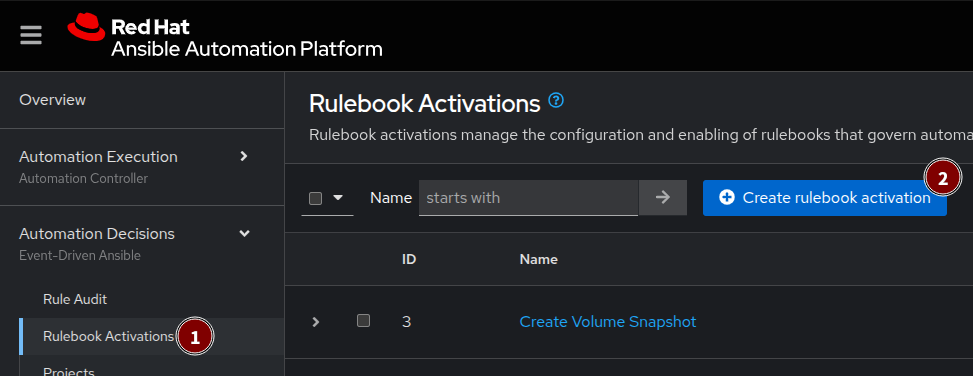 Red Hat
Ansible Automation Platform
Overview
Automation Execution
Automation Controller
Automation Decisions
Event-Driven Ansible
Rule Audit
Rulebook Activations
1
Projects
Rulebook Activations
Rulebook activations manage the configuration and enabling of rulebooks that govern automa
Name
starts with
Create rulebook activation
2
ID
Name
3
Create Volume Snapshot